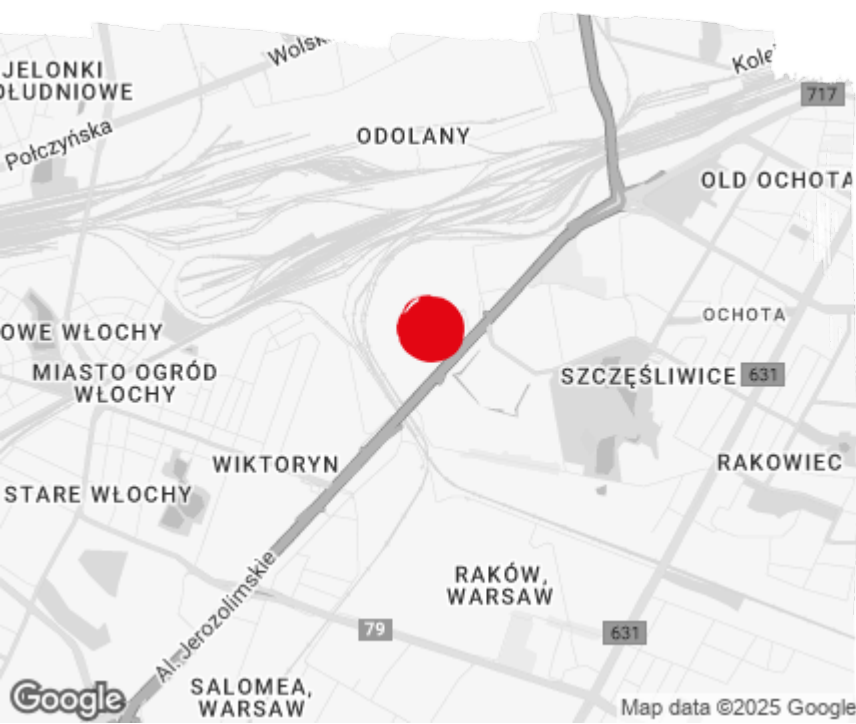 Wolsk
Kole
JELONKI
OŁUDNIOWE
717
Połczyńska
ODOLANY
OLD OCHOTA
OCHOTA
OWE WŁOCHY
MIASTO OGRÓD
WŁOCHY
SZCZĘŚLIWICE 631
WIKTORYN
RAKOWIEC
STARE WŁOCHY
RAKÓW,
WARSAW
Al. Jerozolimskie
79
631
SALOMEA,
WARSAW
Google
Map data ©2025 Google